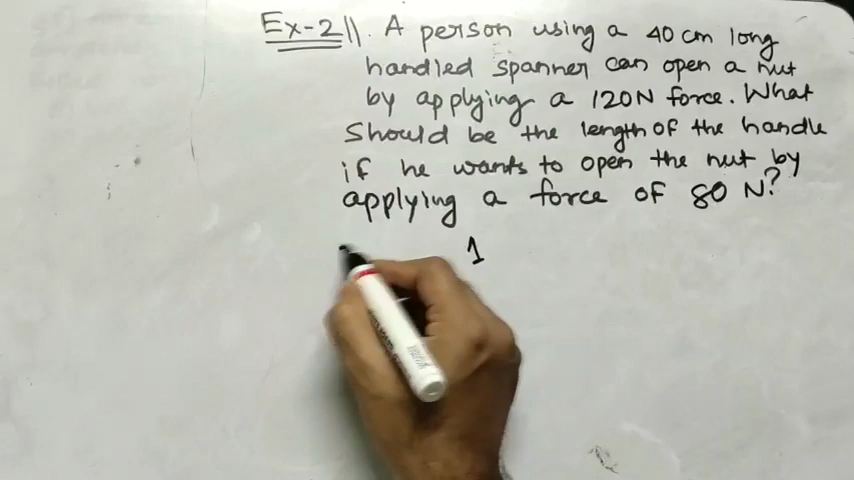 Ex-2||. A person using a 40 cm long
handled spanner can open a nut
by applying a 120N force. What
Should be the length of the handle
if he wants to open the nut by
applying a force of 80 N?
1